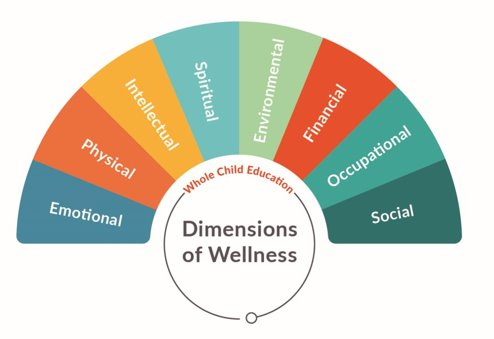 Emotional
Physical
Intellectual
Spiritual
Environmental
Financial
Occupational
Social
Whole Child Education
Dimensions
of Wellness